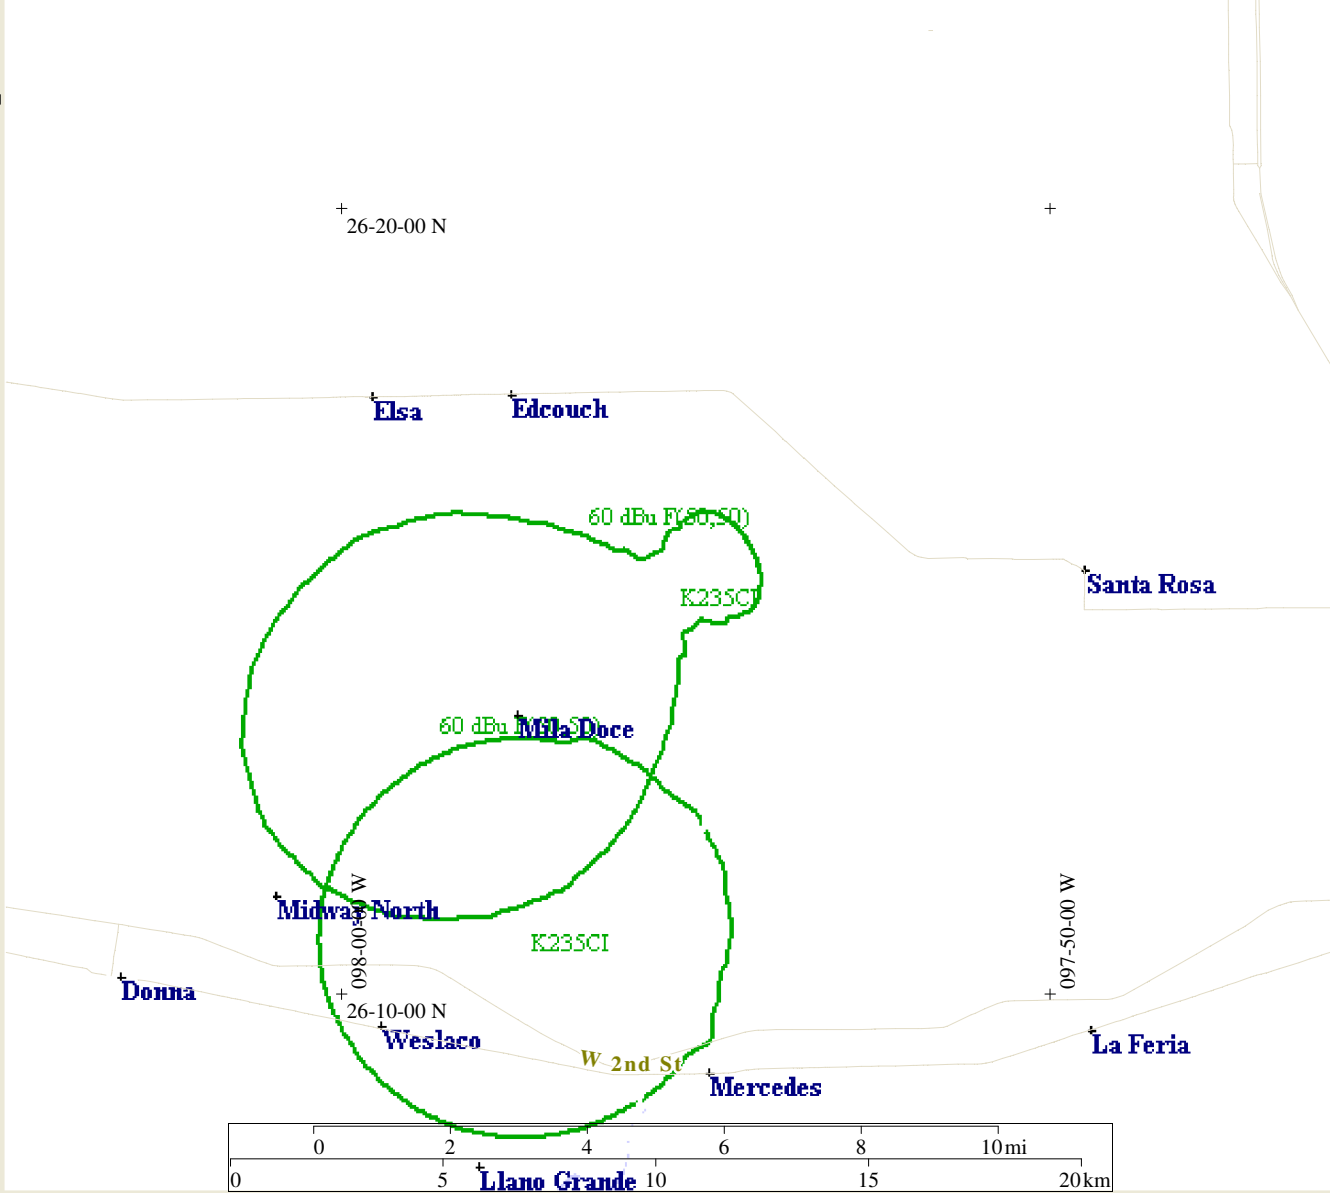 26-20-00 N
Elsa
Edcouch
60 dBu F(50,50)
K235CI
Santa Rosa
60 dBu
Mila Doce
Midway North
098-00-00 W
097-50-00 W
K235CI
Donna
26-10-00 N
Weslaco
W 2nd St
La Feria
Mercedes
0 2 4 6 8 10 mi
0 5 10 15 20 km
Llano Grande